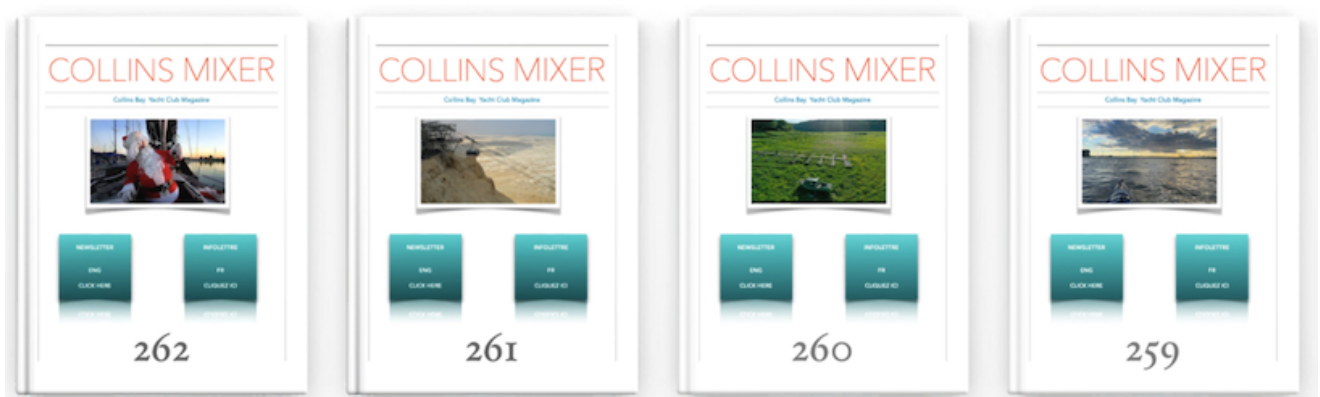 COLLINS MIXER
Collins Bay Yacht Club Magazine
NEWSLETTER
ENG
CLICK HERE
INFOLETTRE
FR
CLIQUEZ ICI
262
COLLINS MIXER
Collins Bay Yacht Club Magazine
NEWSLETTER
ENG
CLICK HERE
INFOLETTRE
FR
CLIQUEZ ICI
261
COLLINS MIXER
Collins Bay Yacht Club Magazine
NEWSLETTER
ENG
CLICK HERE
INFOLETTRE
FR
CLIQUEZ ICI
260
COLLINS MIXER
Collins Bay Yacht Club Magazine
NEWSLETTER
ENG
CLICK HERE
INFOLETTRE
FR
CLIQUEZ ICI
259